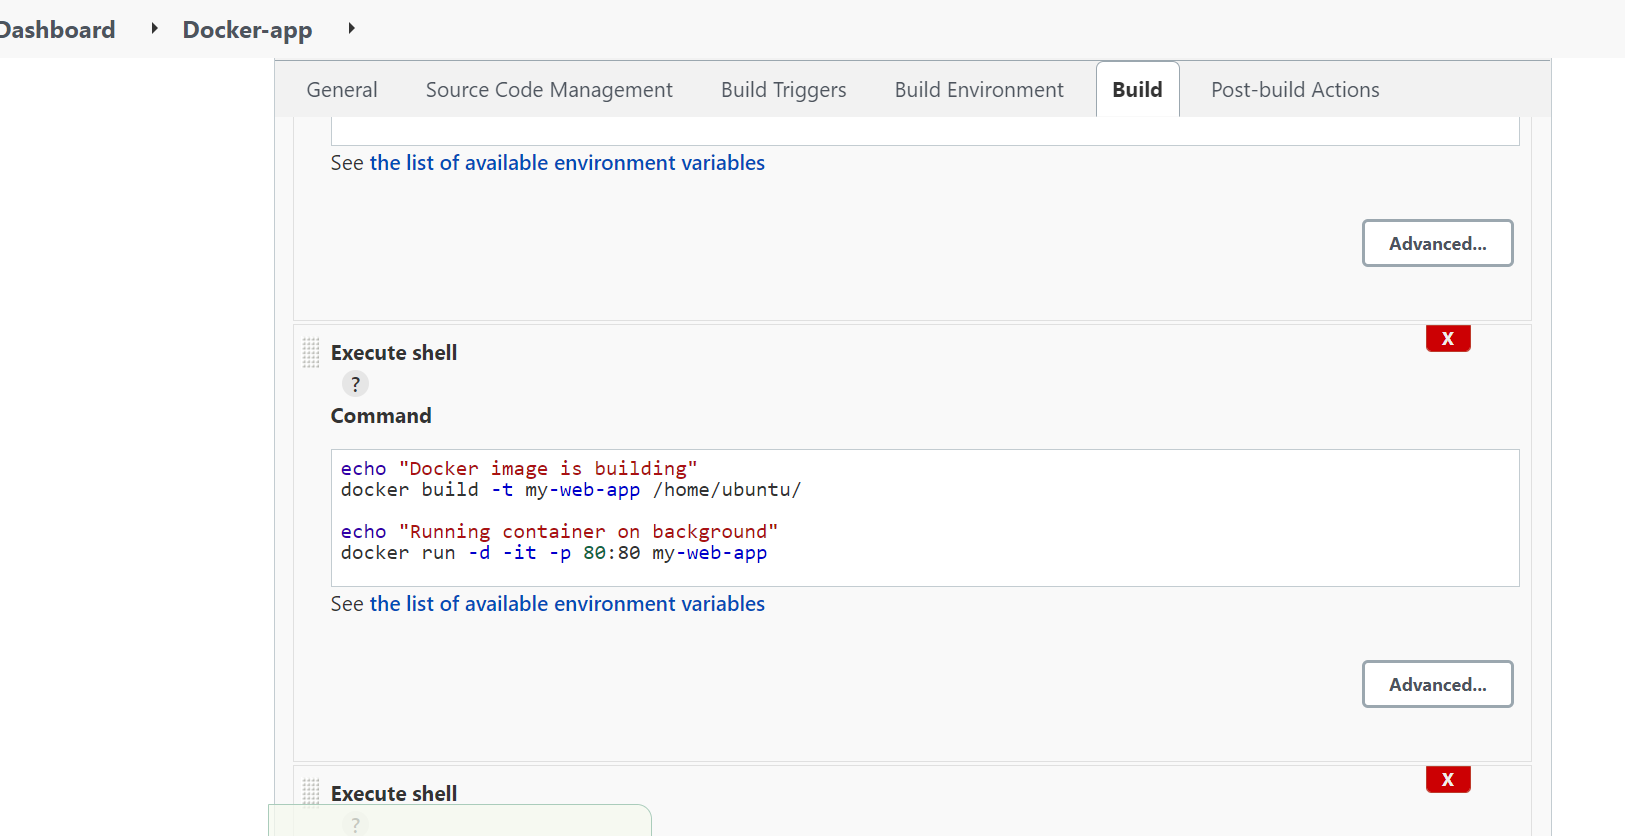 Dashboard Docker-app
General Source Code Management Build Triggers Build Environment Build Post-build Actions
See the list of available environment variables
Advanced...
X
Execute shell
?
Command
echo "Docker image is building"
docker build -t my-web-app /home/ubuntu/
echo "Running container on background"
docker run -d -it -p 80:80 my-web-app
See the list of available environment variables
Advanced...
X
Execute shell
?